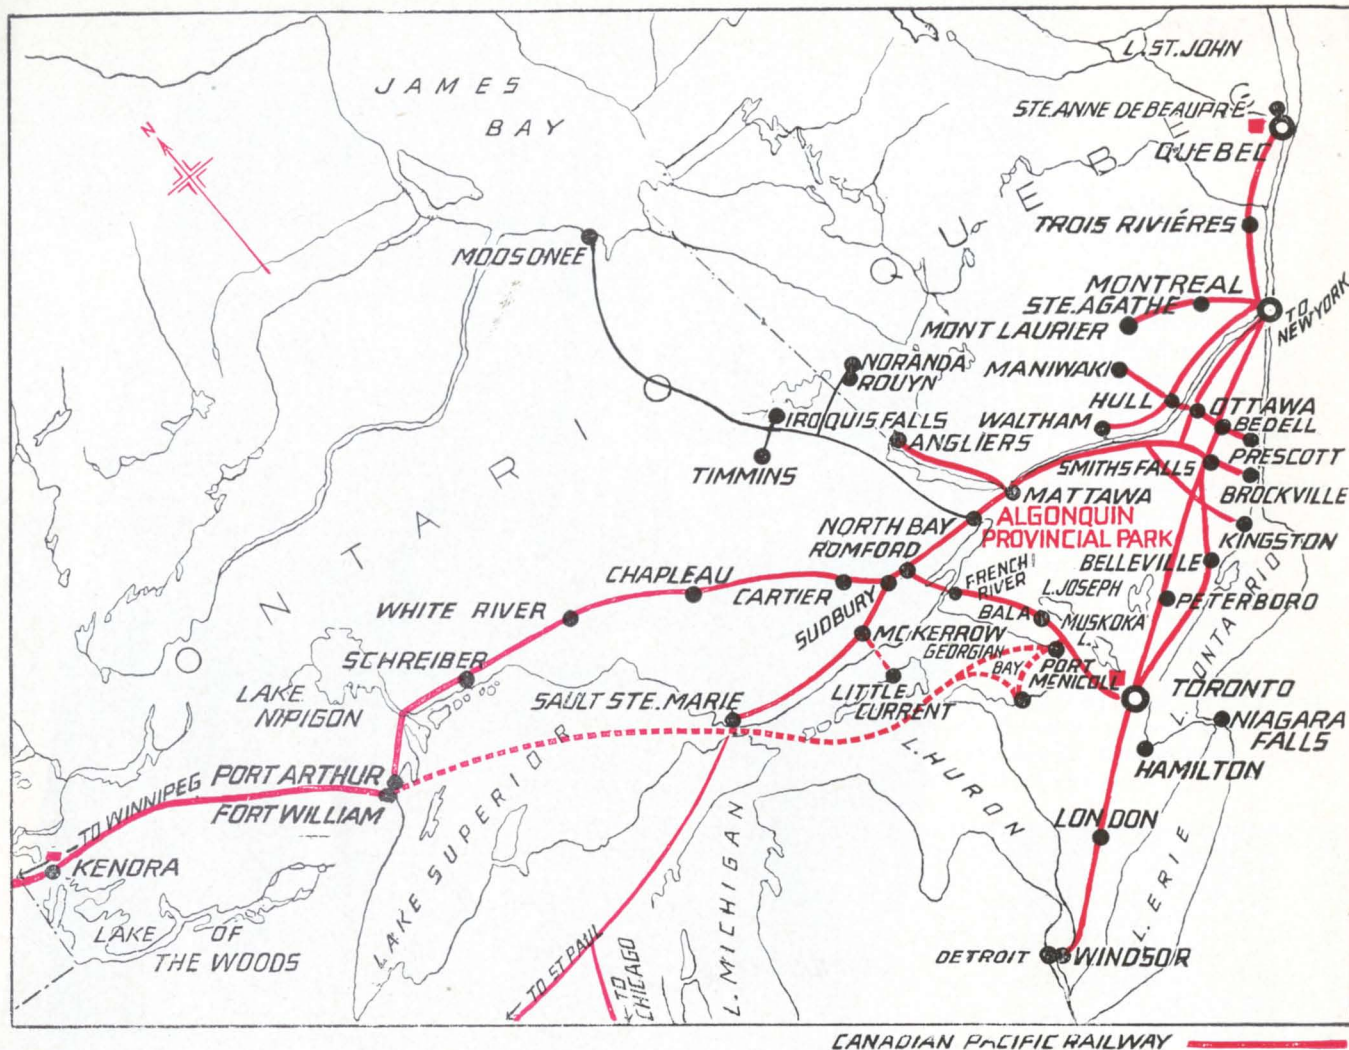 L. ST. JOHN
JAMES
BAY
STE. ANNE DE BEAUPRÉ
QUEBEC
N
QUEBEC
TROIS RIVIÉRES
MOOSONEE
MONTREAL
STE. AGATHE
MONT LAURIER
TO
NEW YORK
NORANDA
ROUYN
MANIWAKI
HULL
OTTAWA
IROQUIS FALLS
ANGLIERS
WALTHAM
BEDELL
TIMMINS
SMITHS FALLS
PRESCOTT
MATTAWA
BROCKVILLE
ONTARIO
NORTH BAY
ALGONQUIN
PROVINCIAL PARK
KINGSTON
ROMFORD
BELLEVILLE
CHAPLEAU
CARTIER
FRENCH
RIVER
L. JOSEPH
WHITE RIVER
SUDBURY
BALA
MUSKOKA
L.
PETERBORO
MCKERROW
GEORGIAN
BAY
L. ONTARIO
SCHREIBER
PORT
MENICOLL
LAKE
NIPIGON
SAULT STE. MARIE
LITTLE
CURRENT
TORONTO
NIAGARA
FALLS
HAMILTON
L. HURON
TO WINNIPEG
PORT ARTHUR
FORT WILLIAM
LAKE SUPERIOR
LONDON
KENORA
L. MICHIGAN
L. ERIE
LAKE OF
THE WOODS
TO ST PAUL
TO
CHICAGO
DETROIT
WINDSOR
CANADIAN PACIFIC RAILWAY